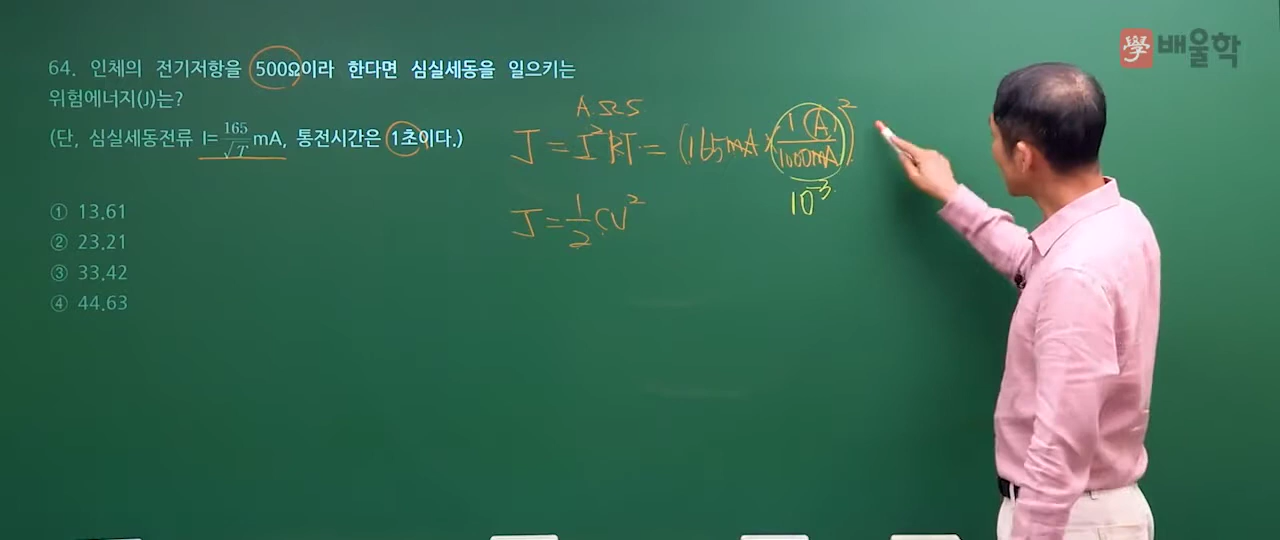 學 배울학
64. 인체의 전기저항을 500Ω이라 한다면 심실세동을 일으키는
위험에너지(J)는?
(단, 심실세동전류 I=165/√T mA, 통전시간은 1초이다.)
① 13.61
② 23.21
③ 33.42
④ 44.63
A.Ω.S
J = I²RT = (165mA × 1(A)/1000mA)²
10⁻³
J = 1/2 CV²